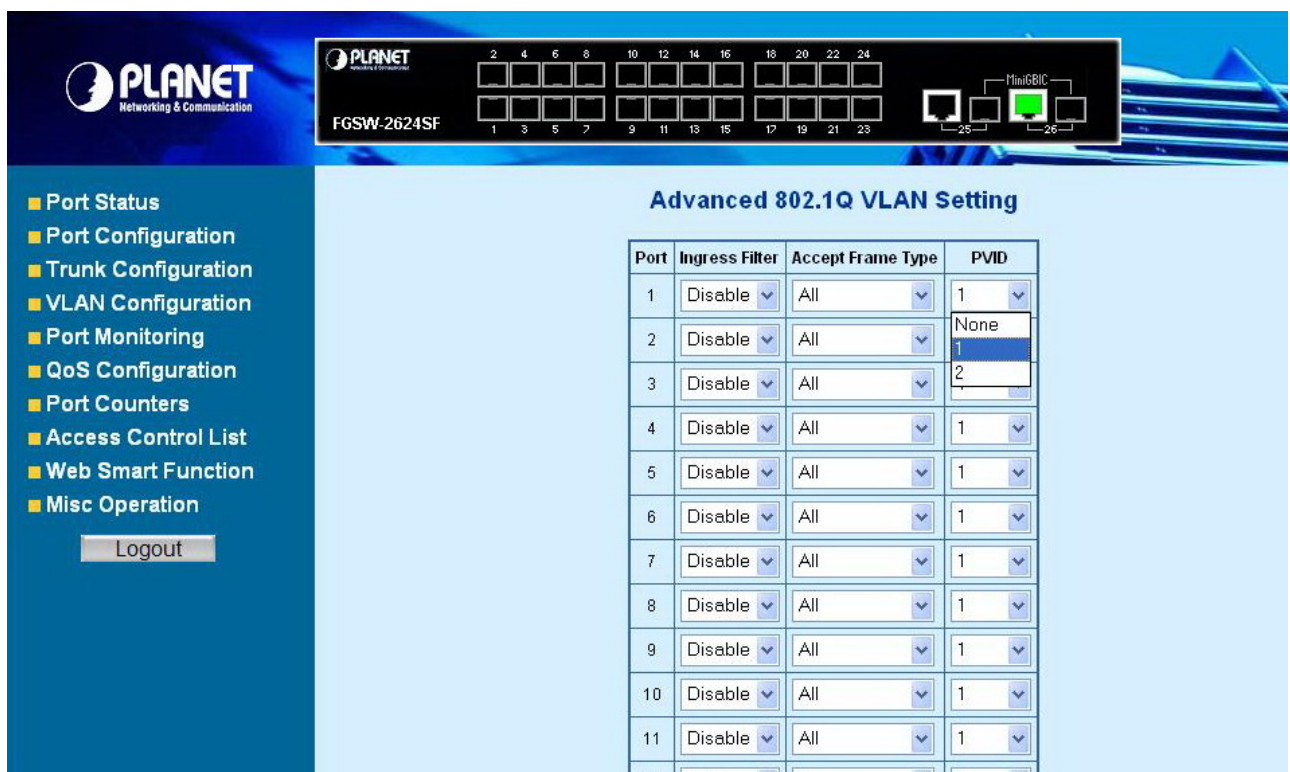 PLANET
Networking & Communication
PLANET
Networking & Communication
FGSW-2624SF
2 4 6 8 10 12 14 16 18 20 22 24
1 3 5 7 9 11 13 15 17 19 21 23
MiniGBIC
25 26
Port Status
Port Configuration
Trunk Configuration
VLAN Configuration
Port Monitoring
QoS Configuration
Port Counters
Access Control List
Web Smart Function
Misc Operation
Logout
Advanced 802.1Q VLAN Setting
Port Ingress Filter Accept Frame Type PVID
1 Disable All 1
None
1
2
2 Disable All
3 Disable All
4 Disable All 1
5 Disable All 1
6 Disable All 1
7 Disable All 1
8 Disable All 1
9 Disable All 1
10 Disable All 1
11 Disable All 1